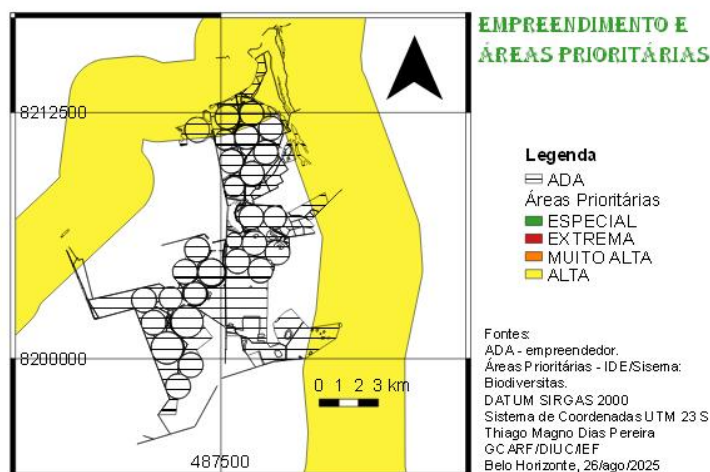 EMPREENDIMENTO E
ÁREAS PRIORITÁRIAS
8212500
8200000
487500
0 1 2 3 km
Legenda
ADA
Áreas Prioritárias
ESPECIAL
EXTREMA
MUITO ALTA
ALTA
Fontes:
ADA - empreendedor.
Áreas Prioritárias - IDE/Sisema:
Biodiversitas.
DATUM SIRGAS 2000
Sistema de Coordenadas UTM 23 S
Thiago Magno Dias Pereira
GCARF/DIUC/IEF
Belo Horizonte, 26/ago/2025